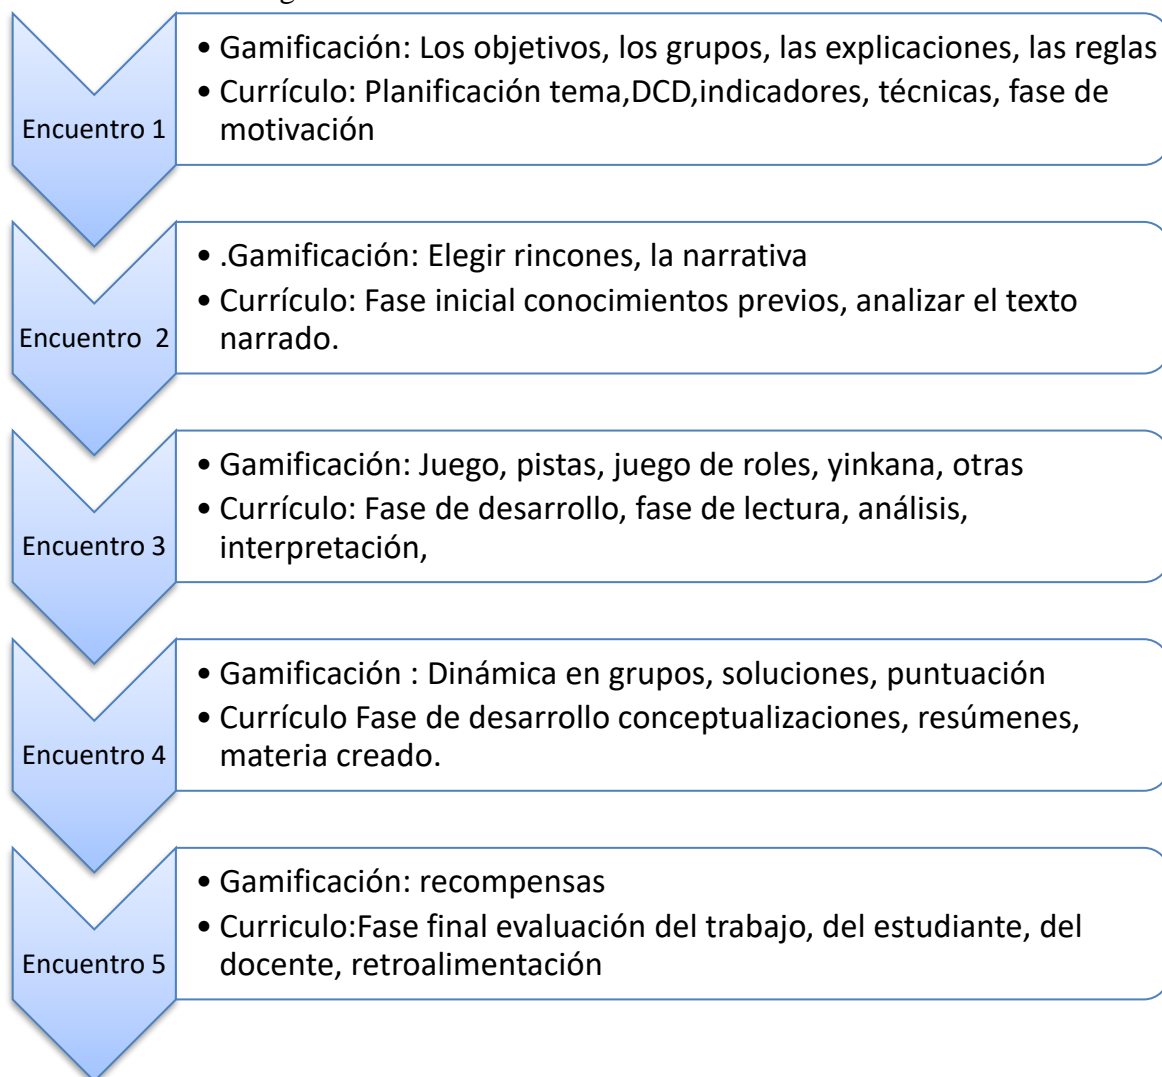 Encuentro 1
• Gamificación: Los objetivos, los grupos, las explicaciones, las reglas
• Currículo: Planificación tema,DCD,indicadores, técnicas, fase de
motivación
Encuentro 2
• .Gamificación: Elegir rincones, la narrativa
• Currículo: Fase inicial conocimientos previos, analizar el texto
narrado.
Encuentro 3
• Gamificación: Juego, pistas, juego de roles, yinkana, otras
• Currículo: Fase de desarrollo, fase de lectura, análisis,
interpretación,
Encuentro 4
• Gamificación : Dinámica en grupos, soluciones, puntuación
• Currículo Fase de desarrollo conceptualizaciones, resúmenes,
materia creado.
Encuentro 5
• Gamificación: recompensas
• Curriculo:Fase final evaluación del trabajo, del estudiante, del
docente, retroalimentación